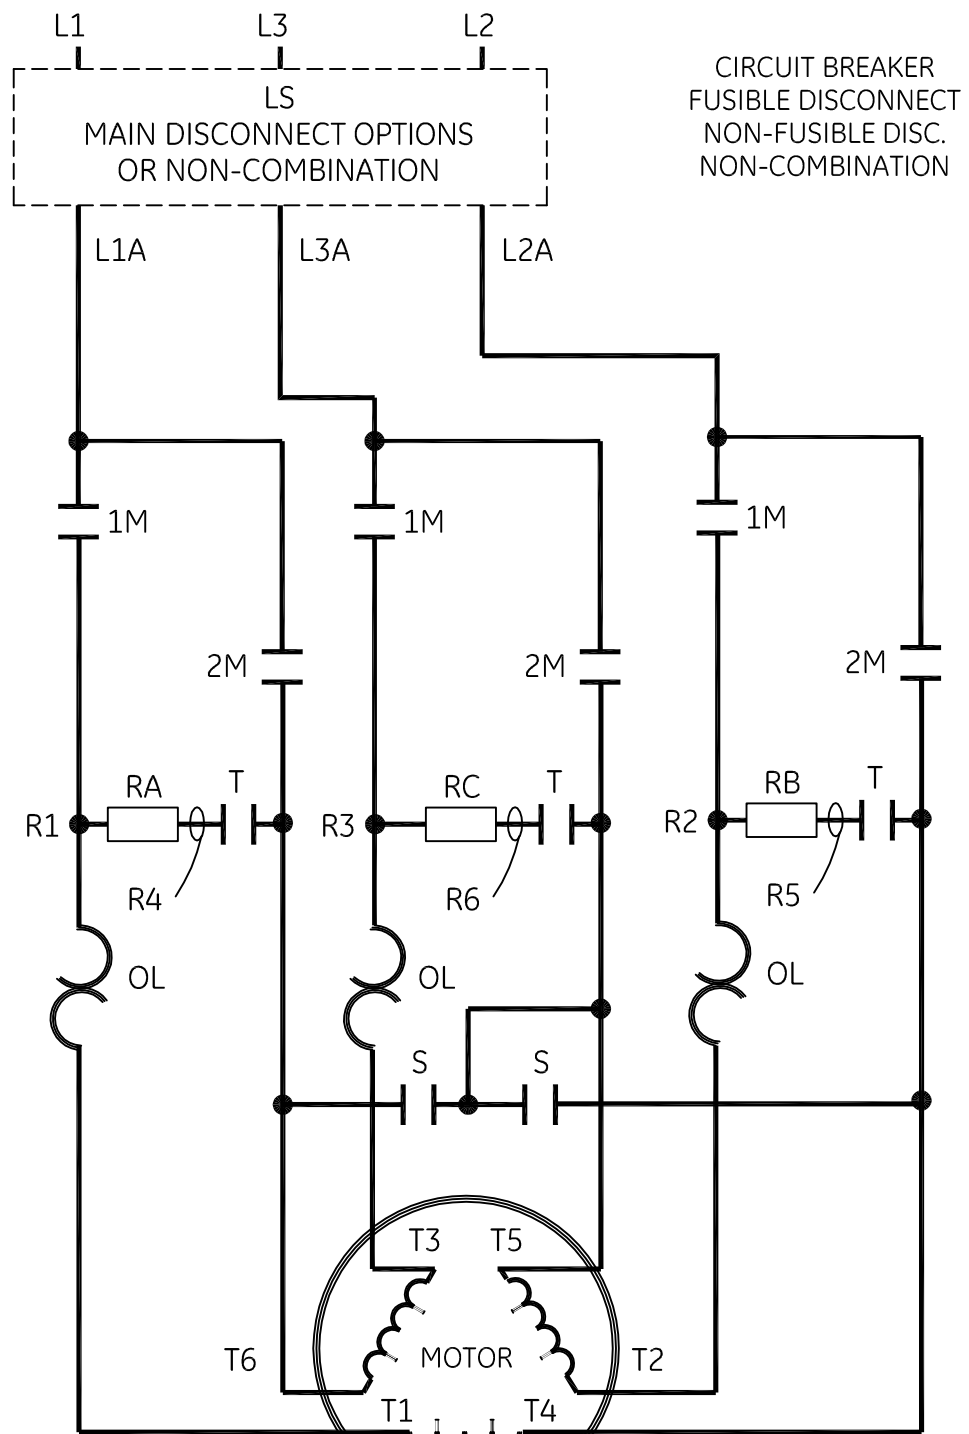 L1
L3
L2
LS
MAIN DISCONNECT OPTIONS
OR NON-COMBINATION
CIRCUIT BREAKER
FUSIBLE DISCONNECT
NON-FUSIBLE DISC.
NON-COMBINATION
L1A
L3A
L2A
1M
1M
1M
2M
2M
2M
RA
T
RC
T
RB
T
R1
R3
R2
R4
R6
R5
OL
OL
OL
S
S
T3
T5
T6
MOTOR
T2
T1
T4